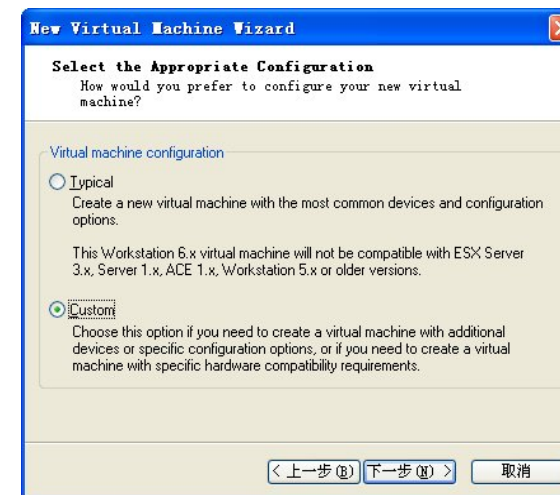 New Virtual Machine Wizard
Select the Appropriate Configuration
How would you prefer to configure your new virtual
machine?
Virtual machine configuration
Typical
Create a new virtual machine with the most common devices and configuration
options.
This Workstation 6.x virtual machine will not be compatible with ESX Server
3.x, Server 1.x, ACE 1.x, Workstation 5.x or older versions.
Custom
Choose this option if you need to create a virtual machine with additional
devices or specific configuration options, or if you need to create a virtual
machine with specific hardware compatibility requirements.
< 上一步(B) 下一步(N) > 取消